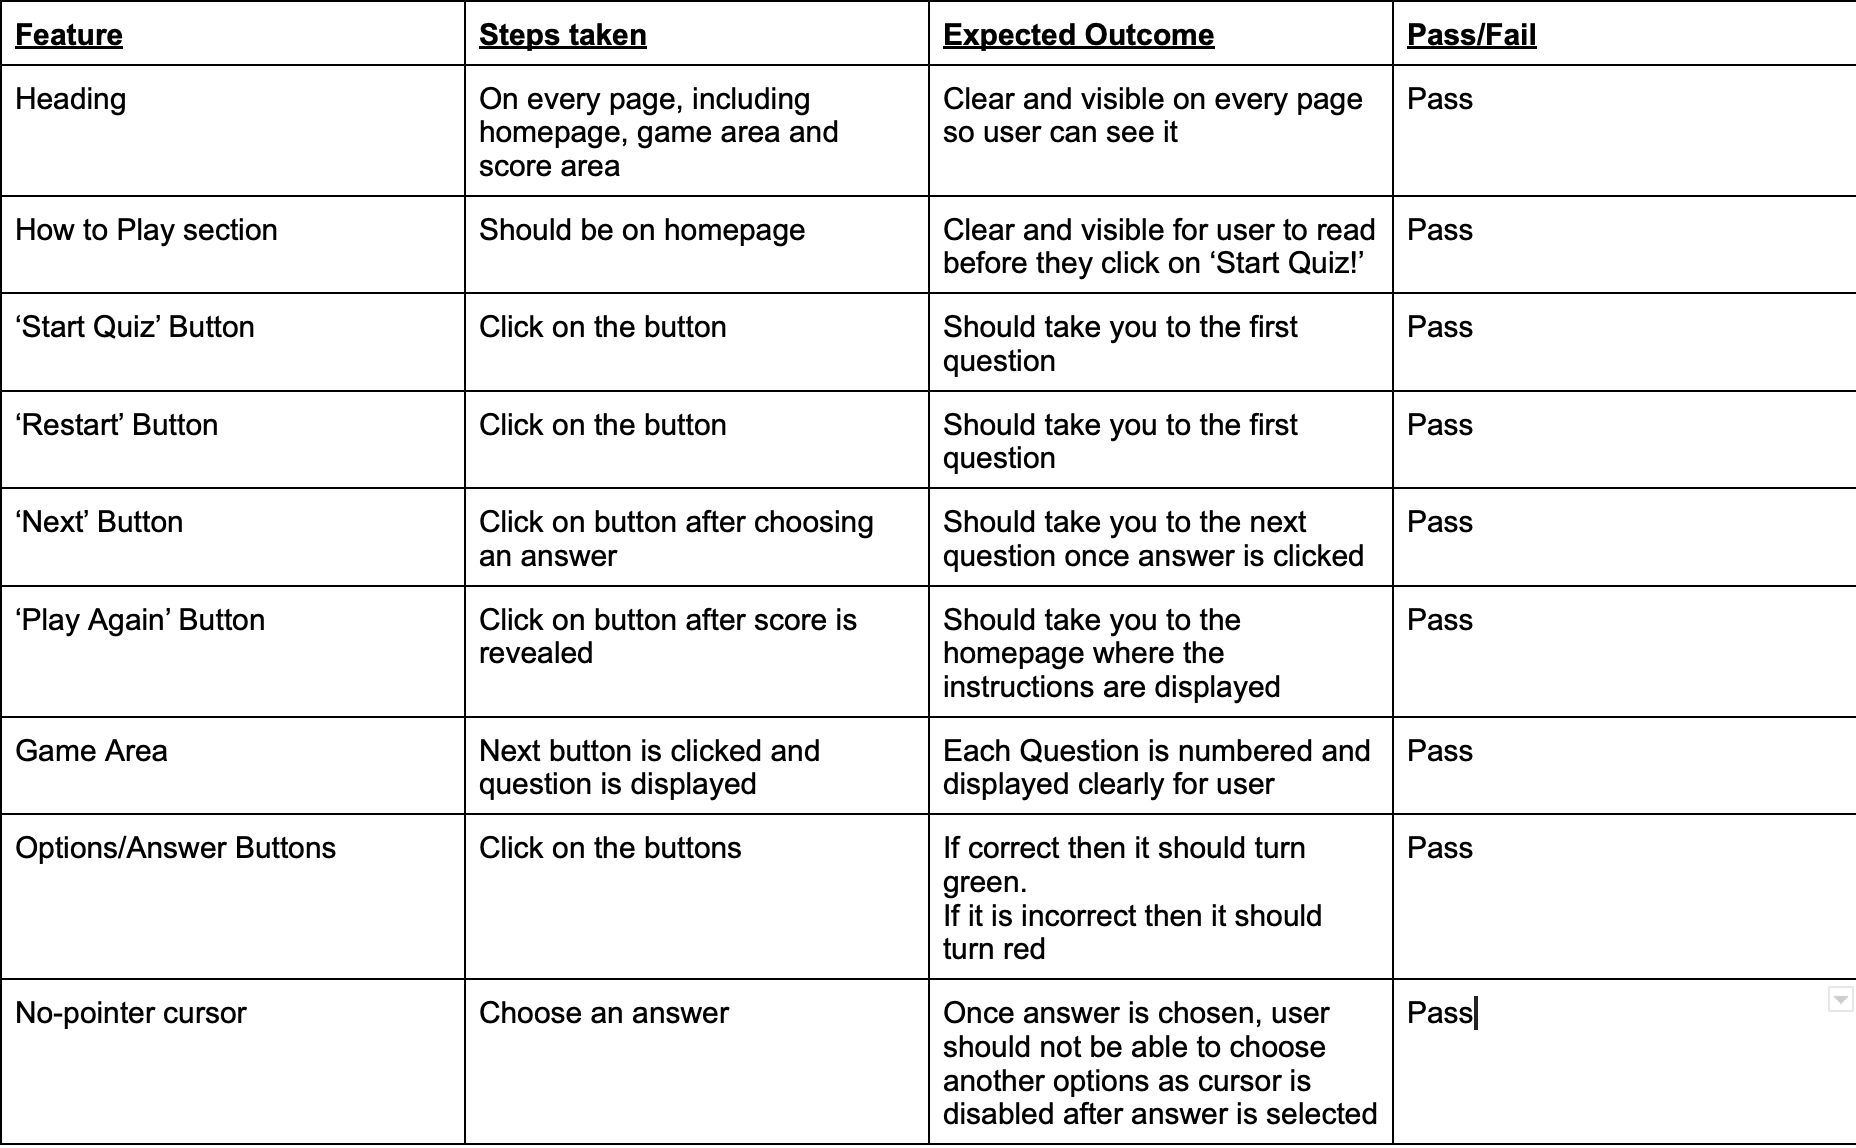 Feature Steps taken Expected Outcome Pass/Fail
Heading
On every page, including
homepage, game area and
score area
Clear and visible on every page
so user can see it
Pass
How to Play section
Should be on homepage
Clear and visible for user to read
before they click on ‘Start Quiz!’
Pass
‘Start Quiz’ Button
Click on the button
Should take you to the first
question
Pass
‘Restart’ Button
Click on the button
Should take you to the first
question
Pass
‘Next’ Button
Click on button after choosing
an answer
Should take you to the next
question once answer is clicked
Pass
‘Play Again’ Button
Click on button after score is
revealed
Should take you to the
homepage where the
instructions are displayed
Pass
Game Area
Next button is clicked and
question is displayed
Each Question is numbered and
displayed clearly for user
Pass
Options/Answer Buttons
Click on the buttons
If correct then it should turn
green.
If it is incorrect then it should
turn red
Pass
No-pointer cursor
Choose an answer
Once answer is chosen, user
should not be able to choose
another options as cursor is
disabled after answer is selected
Pass